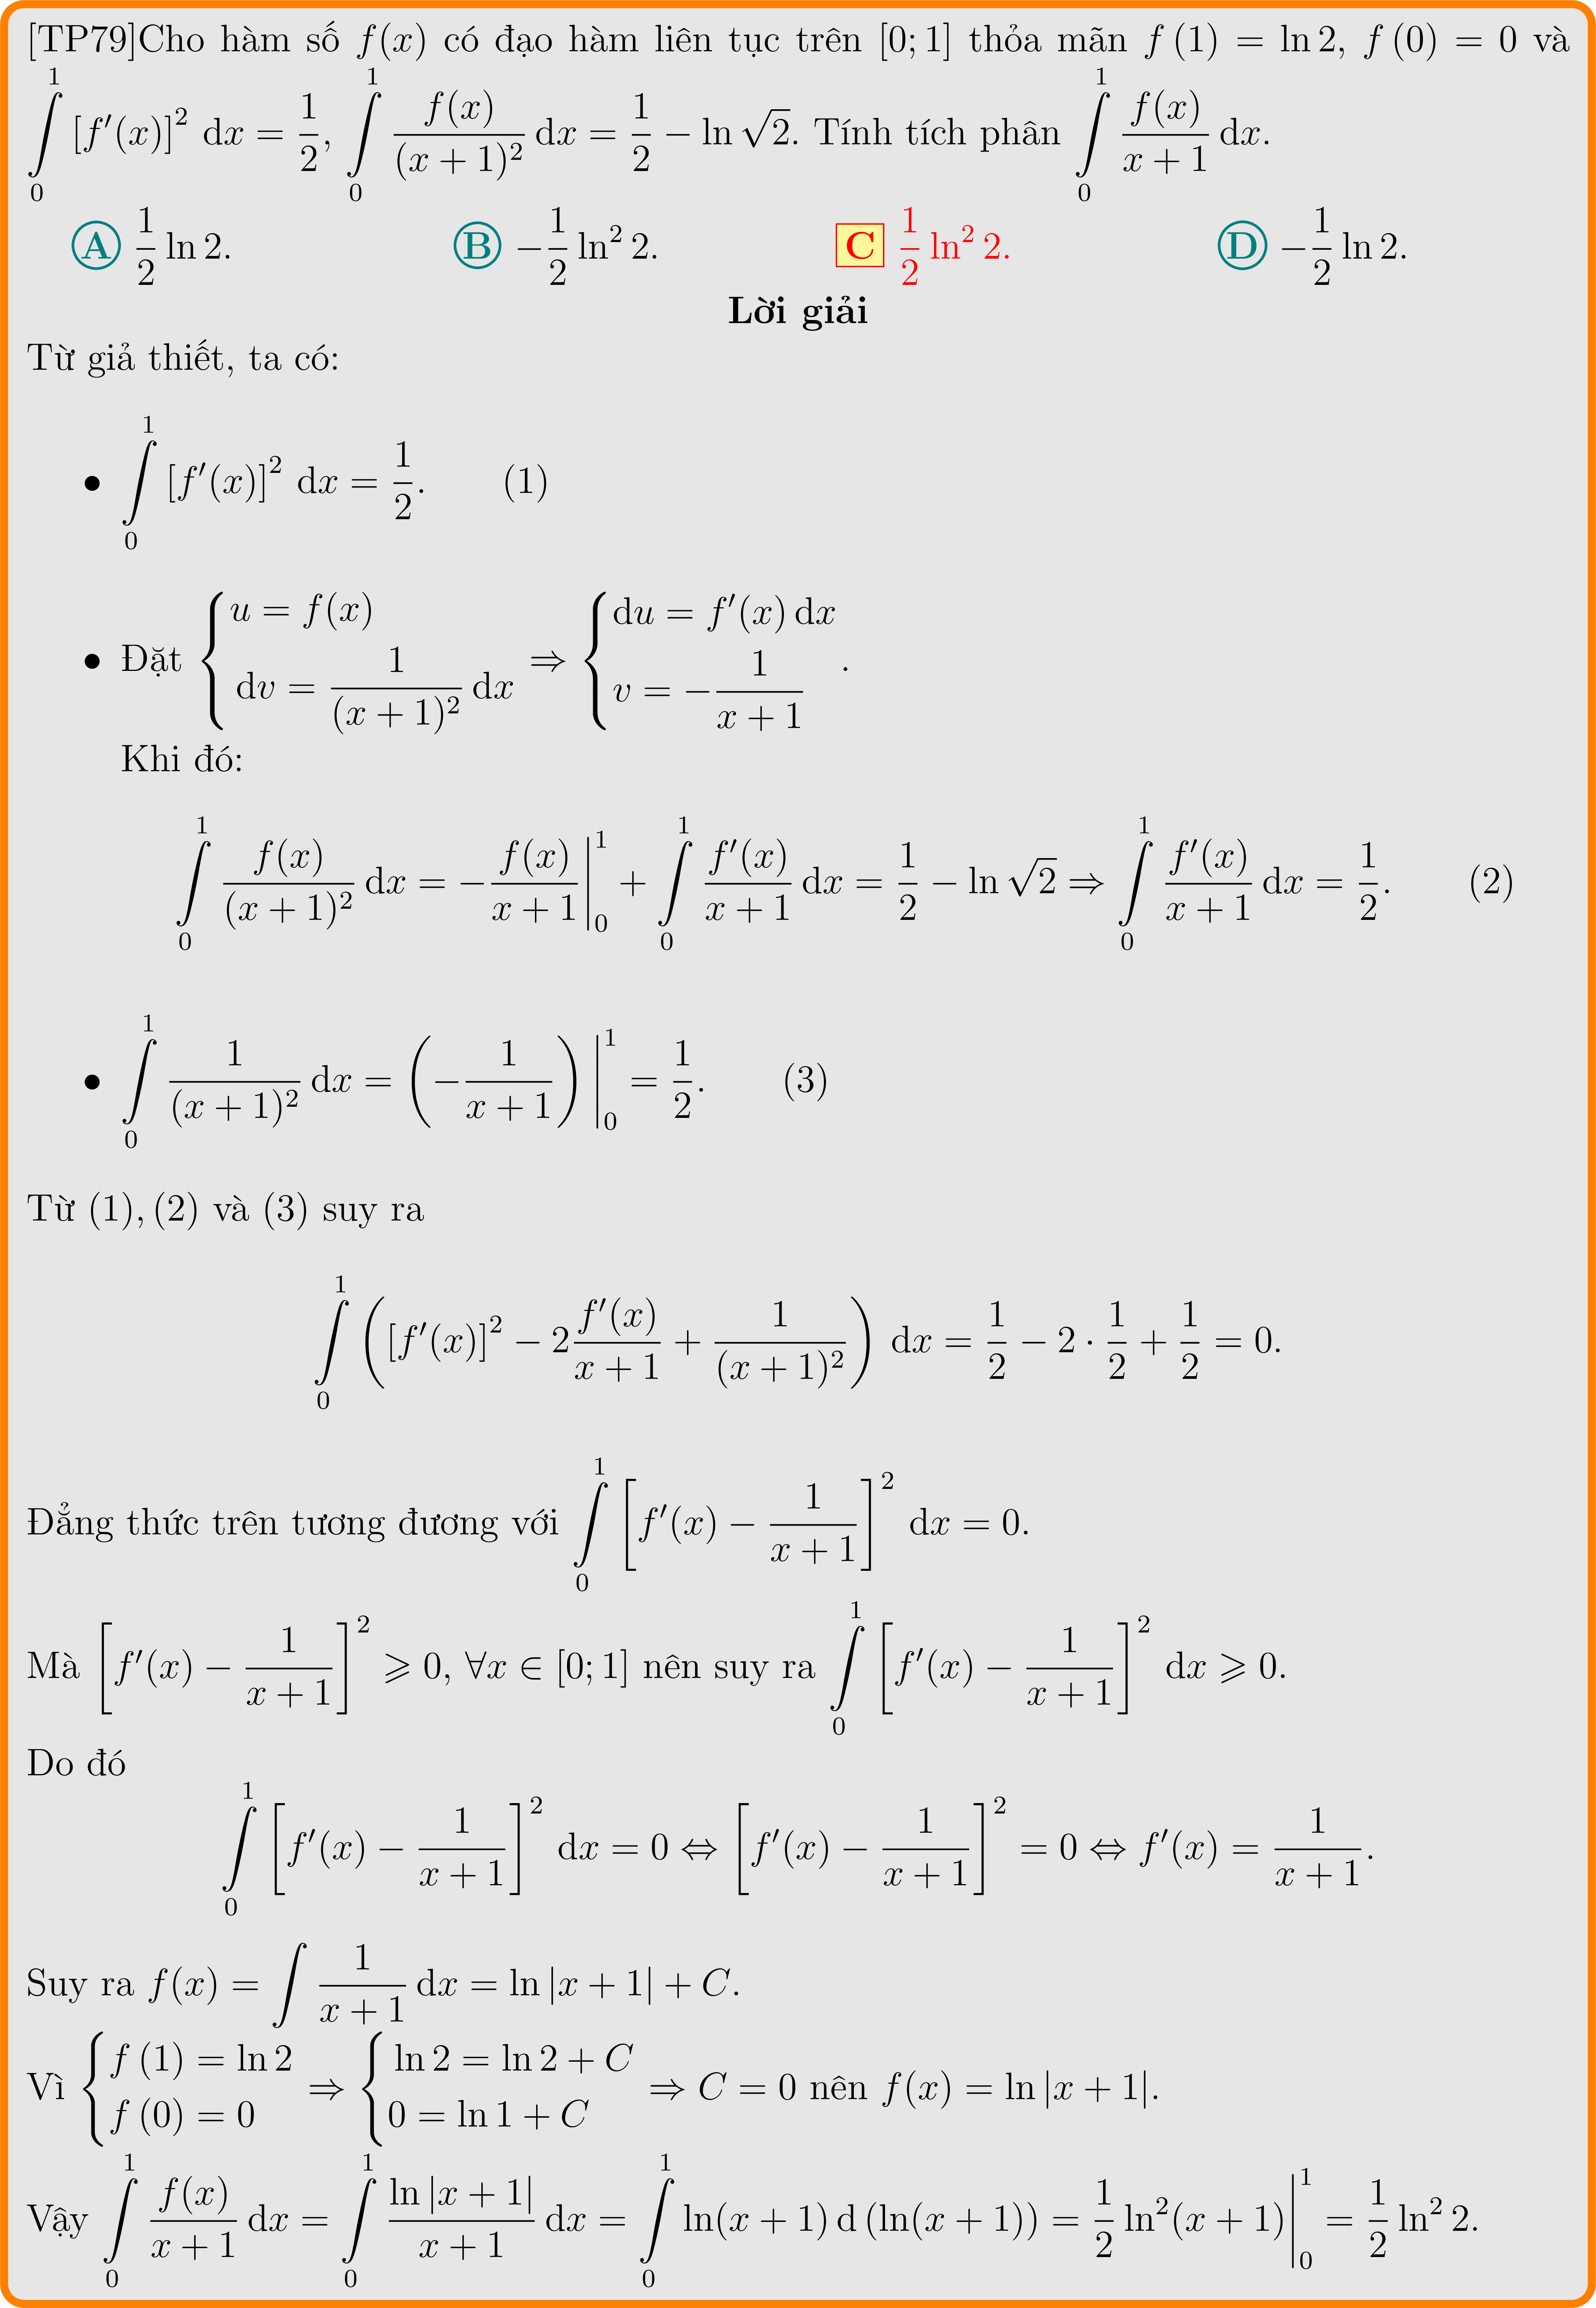 [TP79]Cho hàm số $f(x)$ có đạo hàm liên tục trên $[0;1]$ thỏa mãn $f(1) = \ln 2$, $f(0) = 0$ và
$\int\limits_0^1 [f'(x)]^2 \,\mathrm{d}x = \frac{1}{2}$, $\int\limits_0^1 \frac{f(x)}{(x+1)^2} \,\mathrm{d}x = \frac{1}{2} - \ln\sqrt{2}$. Tính tích phân $\int\limits_0^1 \frac{f(x)}{x+1} \,\mathrm{d}x$.
A $\frac{1}{2}\ln 2$. B $-\frac{1}{2}\ln^2 2$. C $\frac{1}{2}\ln^2 2$. D $-\frac{1}{2}\ln 2$.
Lời giải
Từ giả thiết, ta có:
• $\int\limits_0^1 [f'(x)]^2 \,\mathrm{d}x = \frac{1}{2}$. (1)
• Đặt $\begin{cases} u = f(x) \\ \mathrm{d}v = \frac{1}{(x+1)^2} \,\mathrm{d}x \end{cases} \Rightarrow \begin{cases} \mathrm{d}u = f'(x) \,\mathrm{d}x \\ v = -\frac{1}{x+1} \end{cases}$.
Khi đó:
$\int\limits_0^1 \frac{f(x)}{(x+1)^2} \,\mathrm{d}x = -\frac{f(x)}{x+1}\Big|_0^1 + \int\limits_0^1 \frac{f'(x)}{x+1} \,\mathrm{d}x = \frac{1}{2} - \ln\sqrt{2} \Rightarrow \int\limits_0^1 \frac{f'(x)}{x+1} \,\mathrm{d}x = \frac{1}{2}$. (2)
• $\int\limits_0^1 \frac{1}{(x+1)^2} \,\mathrm{d}x = \left(-\frac{1}{x+1}\right)\Big|_0^1 = \frac{1}{2}$. (3)
Từ (1), (2) và (3) suy ra
$\int\limits_0^1 \left([f'(x)]^2 - 2\frac{f'(x)}{x+1} + \frac{1}{(x+1)^2}\right) \,\mathrm{d}x = \frac{1}{2} - 2 \cdot \frac{1}{2} + \frac{1}{2} = 0$.
Đẳng thức trên tương đương với $\int\limits_0^1 \left[f'(x) - \frac{1}{x+1}\right]^2 \,\mathrm{d}x = 0$.
Mà $\left[f'(x) - \frac{1}{x+1}\right]^2 \geqslant 0$, $\forall x \in [0;1]$ nên suy ra $\int\limits_0^1 \left[f'(x) - \frac{1}{x+1}\right]^2 \,\mathrm{d}x \geqslant 0$.
Do đó
$\int\limits_0^1 \left[f'(x) - \frac{1}{x+1}\right]^2 \,\mathrm{d}x = 0 \Leftrightarrow \left[f'(x) - \frac{1}{x+1}\right]^2 = 0 \Leftrightarrow f'(x) = \frac{1}{x+1}$.
Suy ra $f(x) = \int \frac{1}{x+1} \,\mathrm{d}x = \ln|x+1| + C$.
Vì $\begin{cases} f(1) = \ln 2 \\ f(0) = 0 \end{cases} \Rightarrow \begin{cases} \ln 2 = \ln 2 + C \\ 0 = \ln 1 + C \end{cases} \Rightarrow C = 0$ nên $f(x) = \ln|x+1|$.
Vậy $\int\limits_0^1 \frac{f(x)}{x+1} \,\mathrm{d}x = \int\limits_0^1 \frac{\ln|x+1|}{x+1} \,\mathrm{d}x = \int\limits_0^1 \ln(x+1) \,\mathrm{d}(\ln(x+1)) = \frac{1}{2}\ln^2(x+1)\Big|_0^1 = \frac{1}{2}\ln^2 2$.